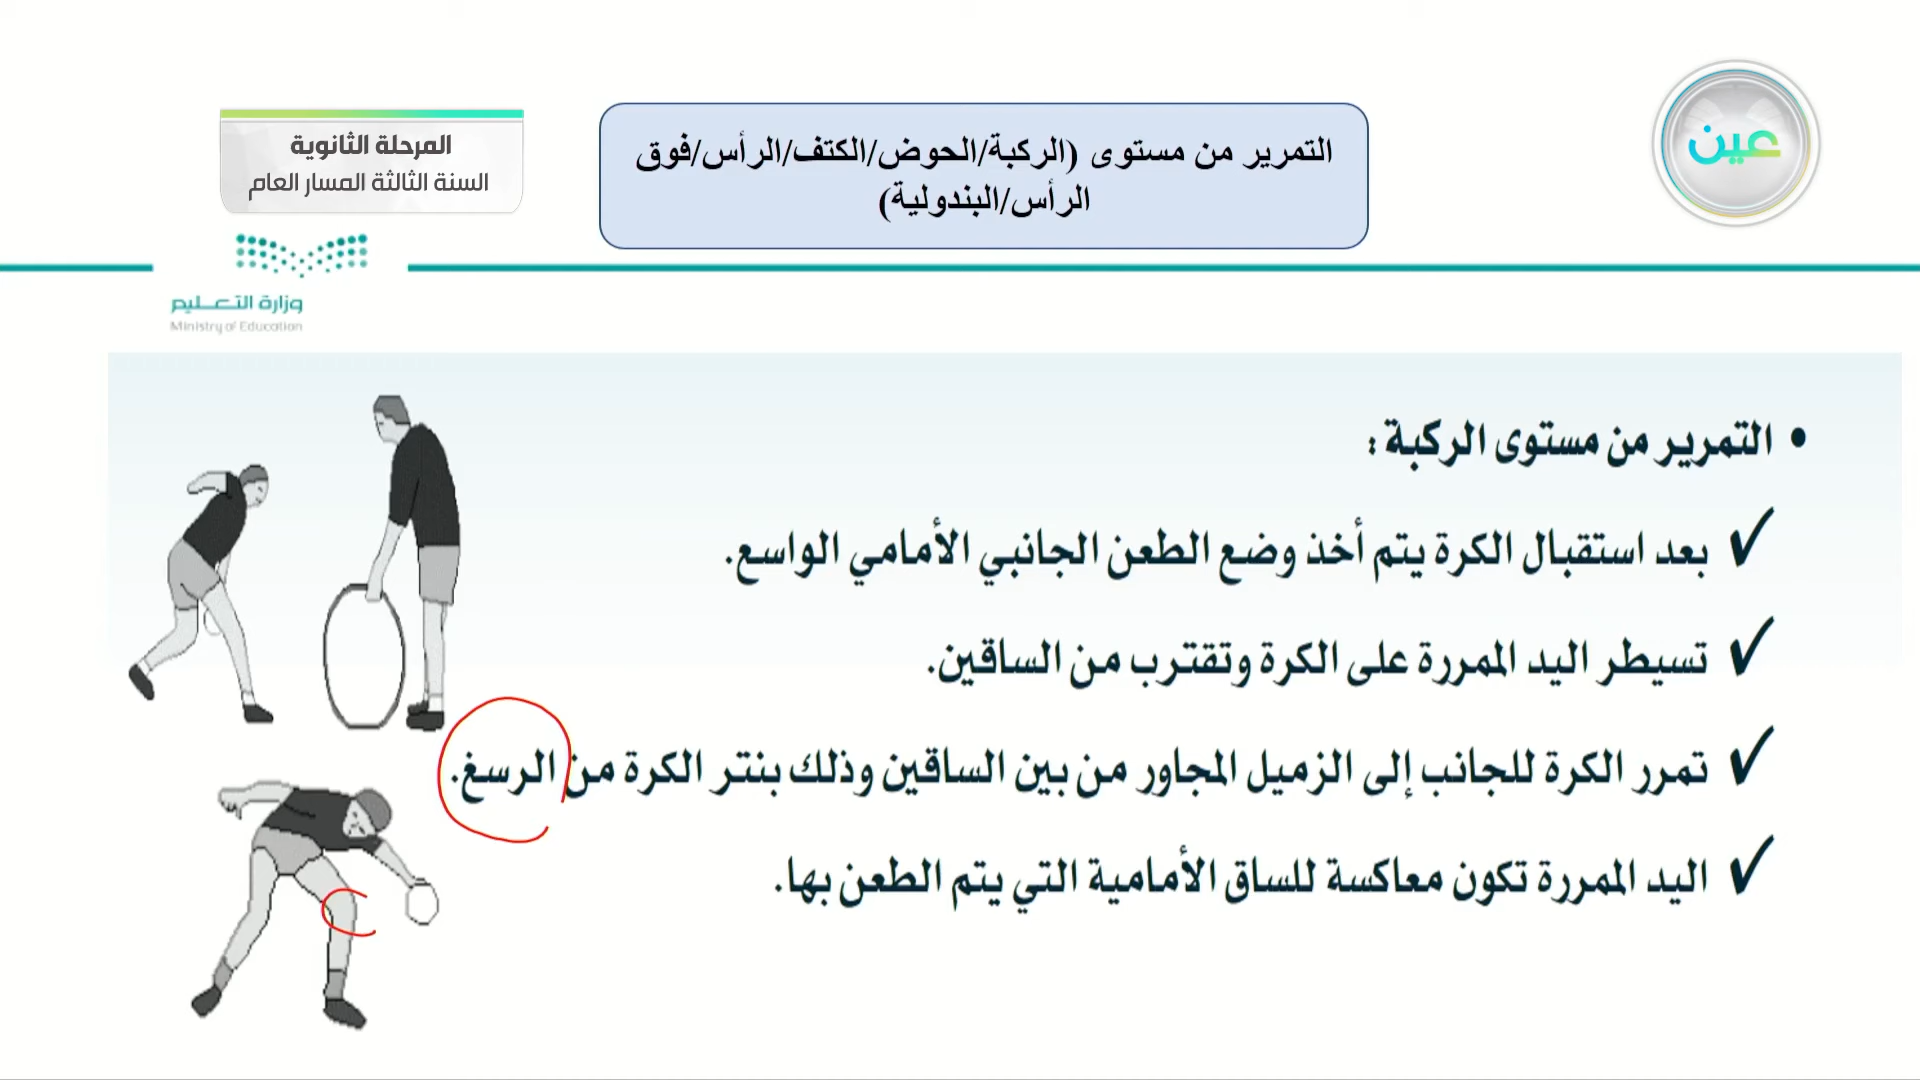 عين
التمرير من مستوى (الركبة/الحوض/الكتف/الرأس/فوق
الرأس/البندولية)
المرحلة الثانوية
السنة الثالثة المسار العام
وزارة التعـــليم
Ministry of Education
• التمرير من مستوى الركبة :
✓ بعد استقبال الكرة يتم أخذ وضع الطعن الجانبي الأمامي الواسع.
✓ تسيطر اليد الممررة على الكرة وتقترب من الساقين.
✓ تمرر الكرة للجانب إلى الزميل المجاور من بين الساقين وذلك بنتر الكرة من الرسغ.
✓ اليد الممررة تكون معاكسة للساق الأمامية التي يتم الطعن بها.